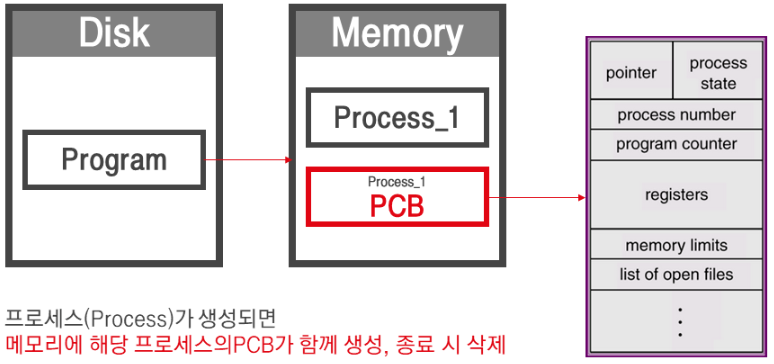 Disk
Program
Memory
Process_1
Process_1
PCB
pointer
process
state
process number
program counter
registers
memory limits
list of open files
프로세스(Process)가 생성되면
메모리에 해당 프로세스의PCB가 함께 생성, 종료 시 삭제